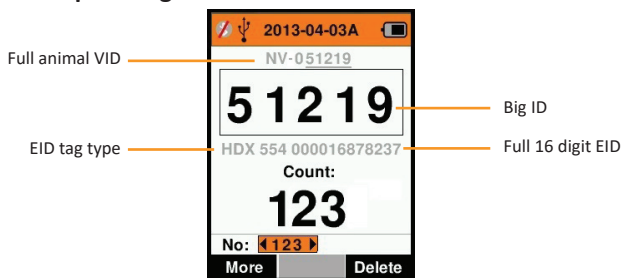 2013-04-03A
Full animal VID
NV-051219
51219
Big ID
EID tag type
HDX 554 000016878237
Full 16 digit EID
Count:
123
No: 123
More Delete